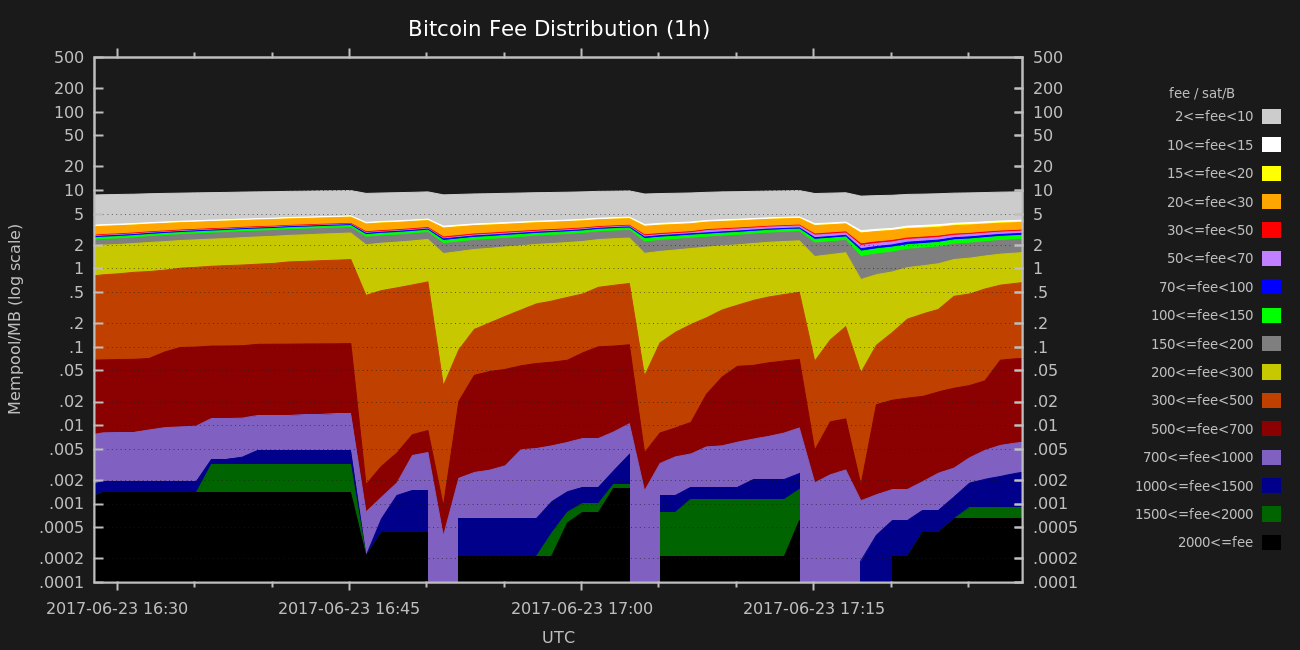 Bitcoin Fee Distribution (1h)
500
200
100
50
20
10
5
2
1
.5
.2
.1
.05
.02
.01
.005
.002
.001
.0005
.0002
.0001
Mempool/MB (log scale)
500
200
100
50
20
10
5
2
1
.5
.2
.1
.05
.02
.01
.005
.002
.001
.0005
.0002
.0001
2017-06-23 16:30
2017-06-23 16:45
2017-06-23 17:00
2017-06-23 17:15
UTC
fee / sat/B
2<=fee<10
10<=fee<15
15<=fee<20
20<=fee<30
30<=fee<50
50<=fee<70
70<=fee<100
100<=fee<150
150<=fee<200
200<=fee<300
300<=fee<500
500<=fee<700
700<=fee<1000
1000<=fee<1500
1500<=fee<2000
2000<=fee